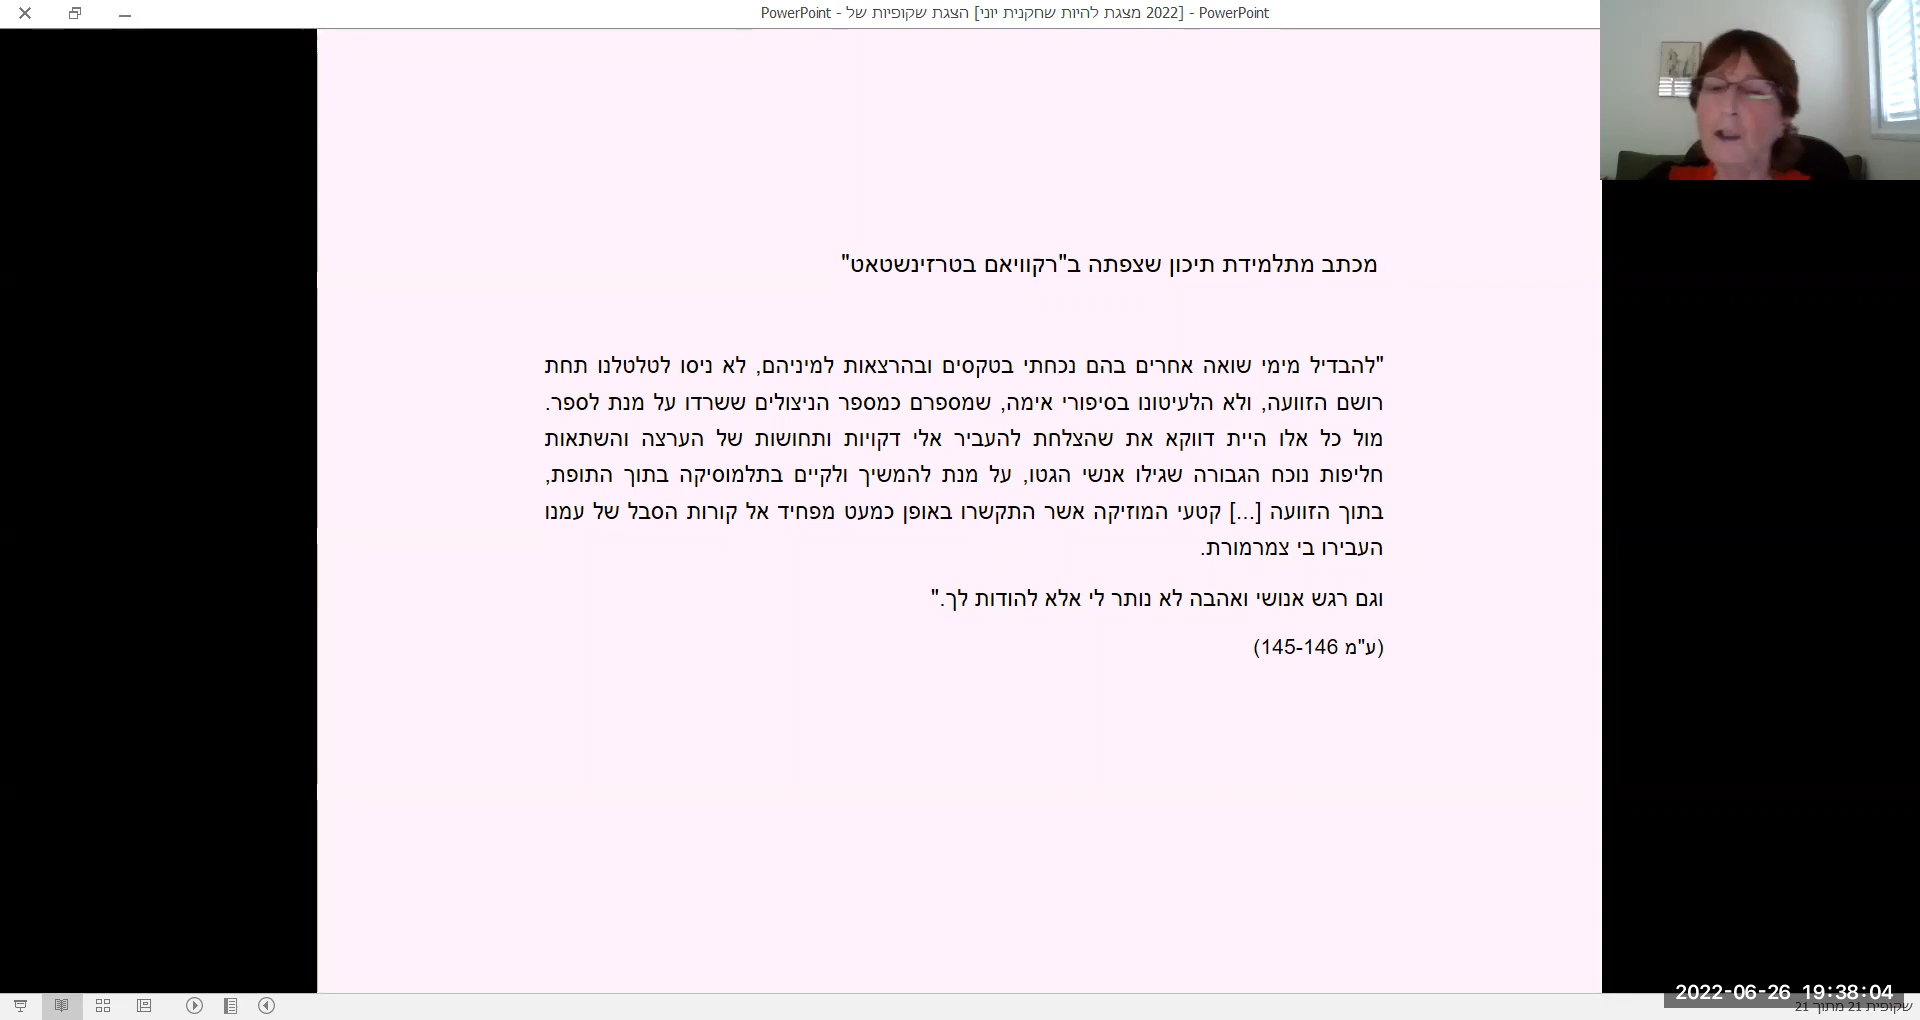 PowerPoint - [2022 מצגת להיות שחקנית יוני] הצגת שקופיות של - PowerPoint
מכתב מתלמידת תיכון שצפתה ב"רקוויאם בטרזינשטאט"
"להבדיל מימי שואה אחרים בהם נכחתי בטקסים ובהרצאות למיניהם, לא ניסו לטלטלנו תחת
רושם הזוועה, ולא הלעיטונו בסיפורי אימה, שמספרם כמספר הניצולים ששרדו על מנת לספר.
מול כל אלו היית דווקא את שהצלחת להעביר אלי דקויות ותחושות של הערצה והשתאות
חליפות נוכח הגבורה שגילו אנשי הגטו, על מנת להמשיך ולקיים בתלמוסיקה בתוך התופת,
בתוך הזוועה [...] קטעי המוזיקה אשר התקשרו באופן כמעט מפחיד אל קורות הסבל של עמנו
העבירו בי צמרמורת.
וגם רגש אנושי ואהבה לא נותר לי אלא להודות לך."
(ע"מ 145-146)
2022-06-26 19:38:04
שקופית 21 מתוך 21